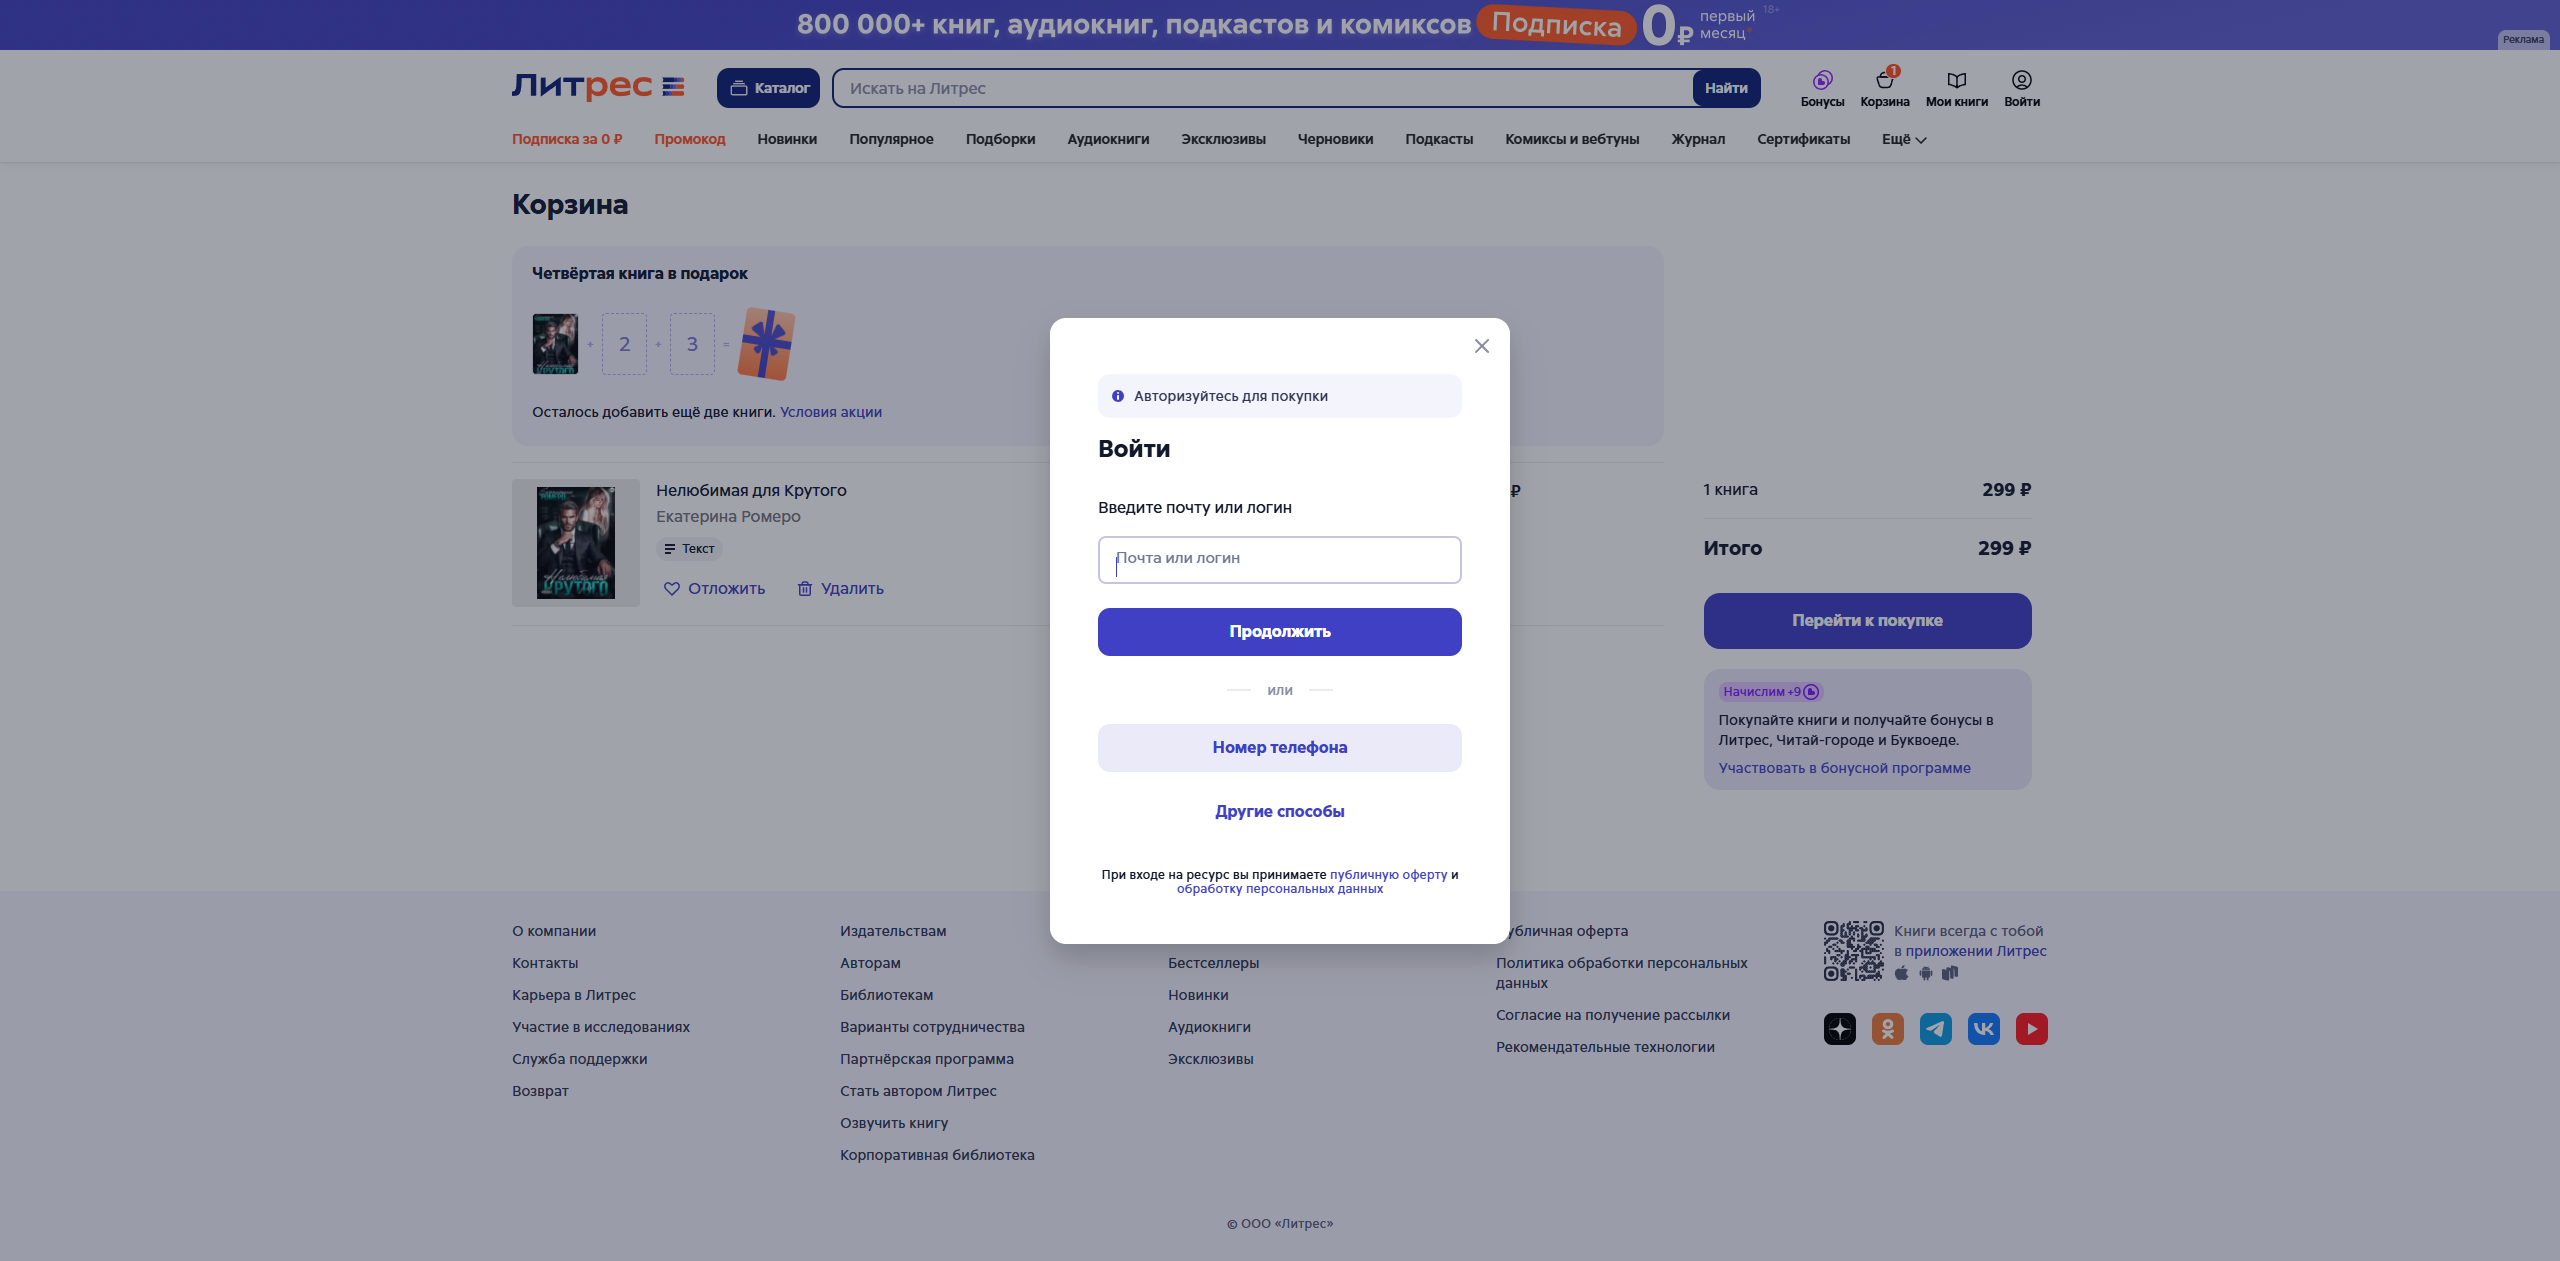 800 000+ книг, аудиокниг, подкастов и комиксов Подписка 0₽ первый месяц* 18+
Реклама
Литрес
Каталог
Искать на Литрес
Найти
Бонусы
1
Корзина
Мои книги
Войти
Подписка за 0 ₽ Промокод Новинки Популярное Подборки Аудиокниги Эксклюзивы Черновики Подкасты Комиксы и вебтуны Журнал Сертификаты Ещё
Корзина
Четвёртая книга в подарок
+ 2 + 3 =
Осталось добавить ещё две книги. Условия акции
Нелюбимая для Крутого
Екатерина Ромеро
Текст
Отложить
Удалить
₽
Авторизуйтесь для покупки
Войти
Введите почту или логин
Почта или логин
Продолжить
или
Номер телефона
Другие способы
При входе на ресурс вы принимаете публичную оферту и
обработку персональных данных
1 книга 299 ₽
Итого 299 ₽
Перейти к покупке
Начислим +9
Покупайте книги и получайте бонусы в
Литрес, Читай-городе и Буквоеде.
Участвовать в бонусной программе
О компании
Контакты
Карьера в Литрес
Участие в исследованиях
Служба поддержки
Возврат
Издательствам
Авторам
Библиотекам
Варианты сотрудничества
Партнёрская программа
Стать автором Литрес
Озвучить книгу
Корпоративная библиотека
Бестселлеры
Новинки
Аудиокниги
Эксклюзивы
убличная оферта
Политика обработки персональных
данных
Согласие на получение рассылки
Рекомендательные технологии
Книги всегда с тобой
в приложении Литрес
© ООО «Литрес»